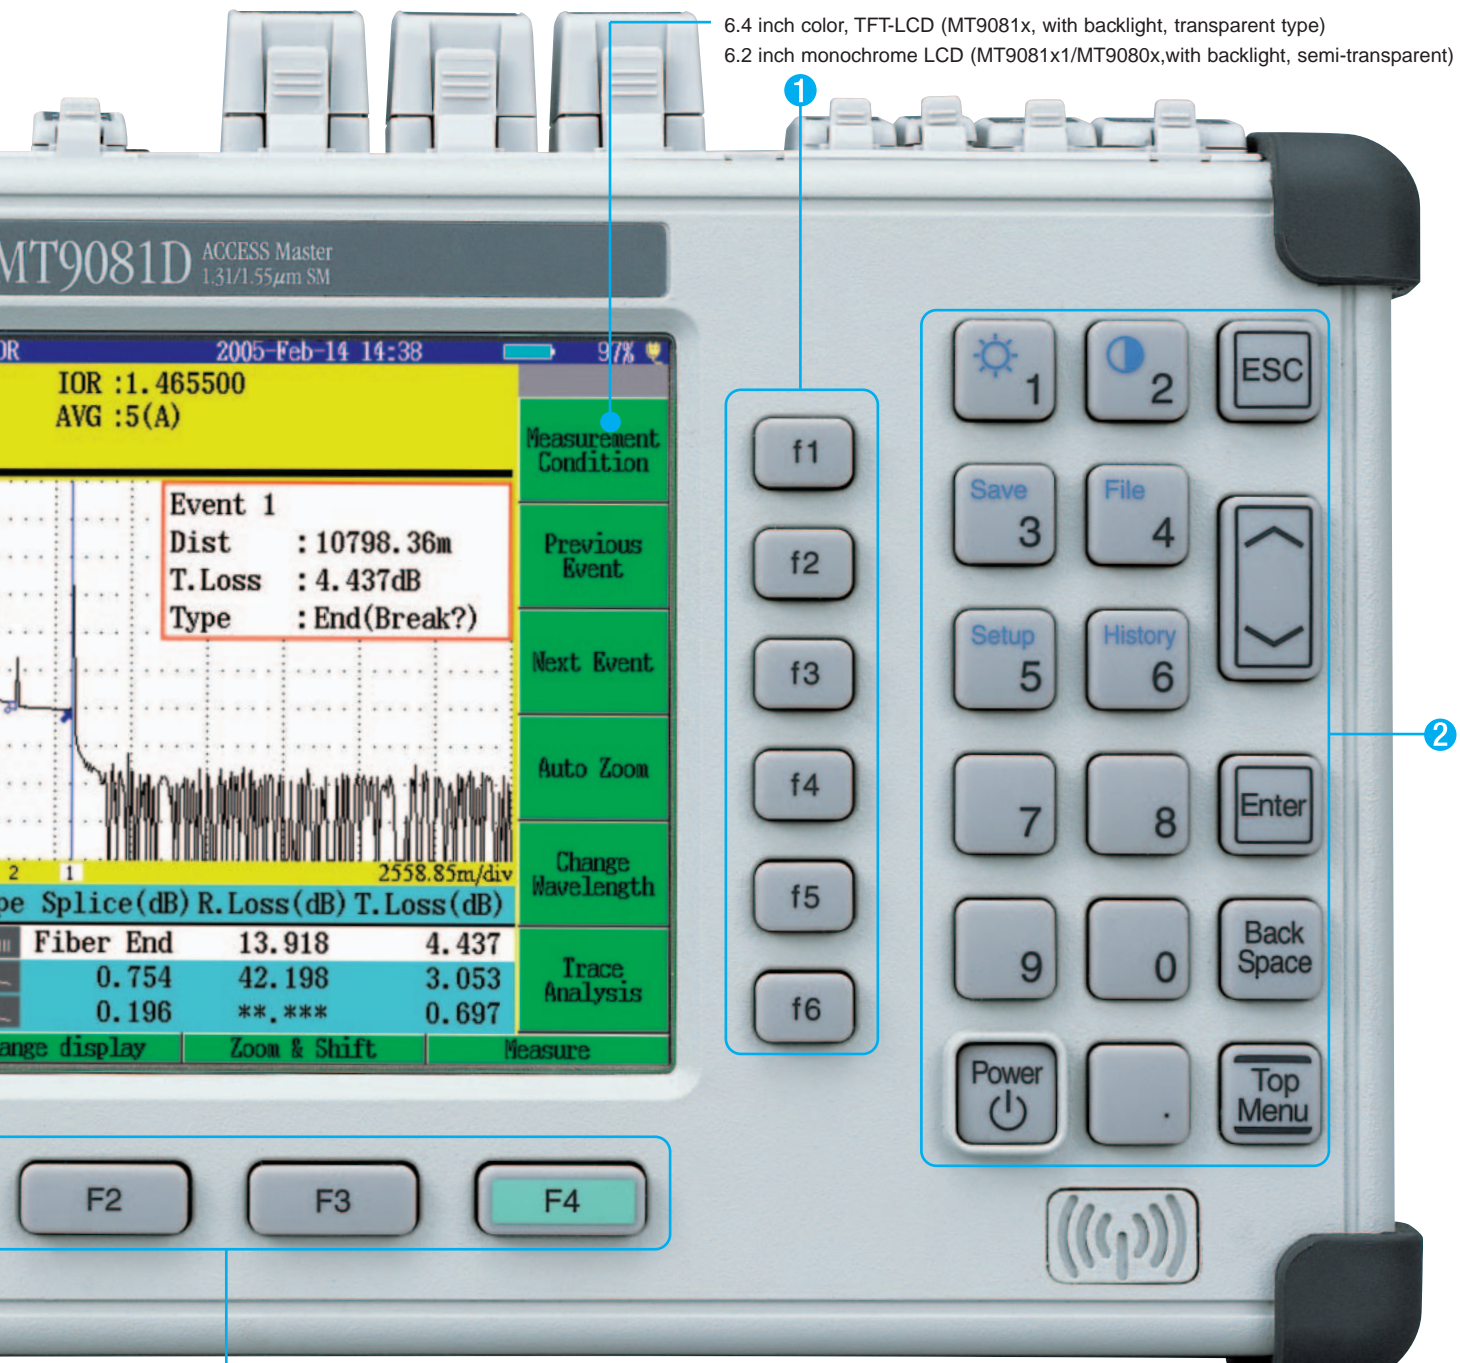 6.4 inch color, TFT-LCD (MT9081x, with backlight, transparent type)
6.2 inch monochrome LCD (MT9081x1/MT9080x,with backlight, semi-transparent)
1
MT9081D ACCESS Master
1.31/1.55µm SM
OR 2005-Feb-14 14:38 97%
IOR :1.465500
AVG :5(A)
Measurement
Condition
Event 1
Dist :10798.36m
T.Loss :4.437dB
Type :End(Break?)
Previous
Event
Next Event
Auto Zoom
Change
Wavelength
Trace
Analysis
2 1 2558.85m/div
pe Splice(dB) R.Loss(dB) T.Loss(dB)
Fiber End 13.918 4.437
0.754 42.198 3.053
0.196 **.*** 0.697
ange display Zoom & Shift Measure
f1
f2
f3
f4
f5
f6
1
2
ESC
Save
3
File
4
Setup
5
History
6
2
7
8
Enter
9
0
Back
Space
Power
.
Top
Menu
F2
F3
F4